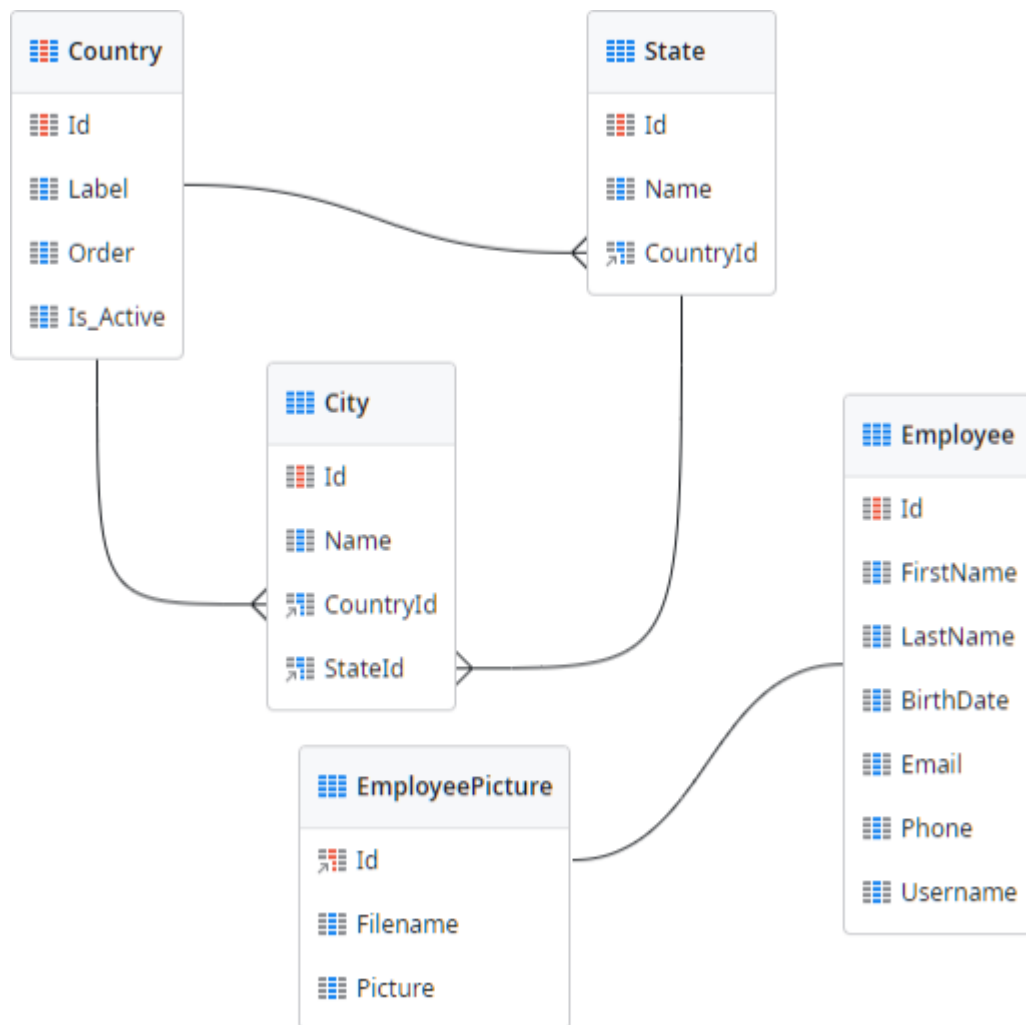 Country
Id
Label
Order
Is_Active
State
Id
Name
CountryId
City
Id
Name
CountryId
StateId
Employee
Id
FirstName
LastName
BirthDate
Email
Phone
Username
EmployeePicture
Id
Filename
Picture